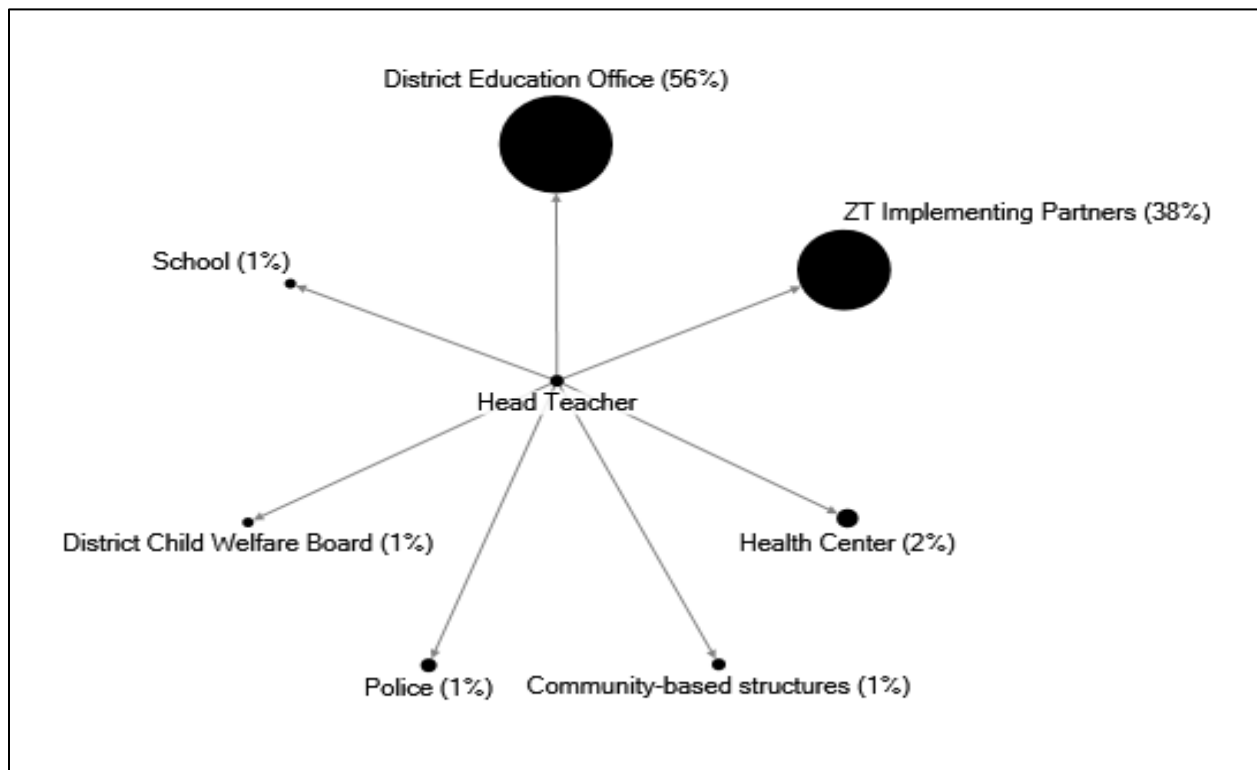 District Education Office (56%)
ZT Implementing Partners (38%)
School (1%)
Head Teacher
District Child Welfare Board (1%)
Health Center (2%)
Police (1%)
Community-based structures (1%)